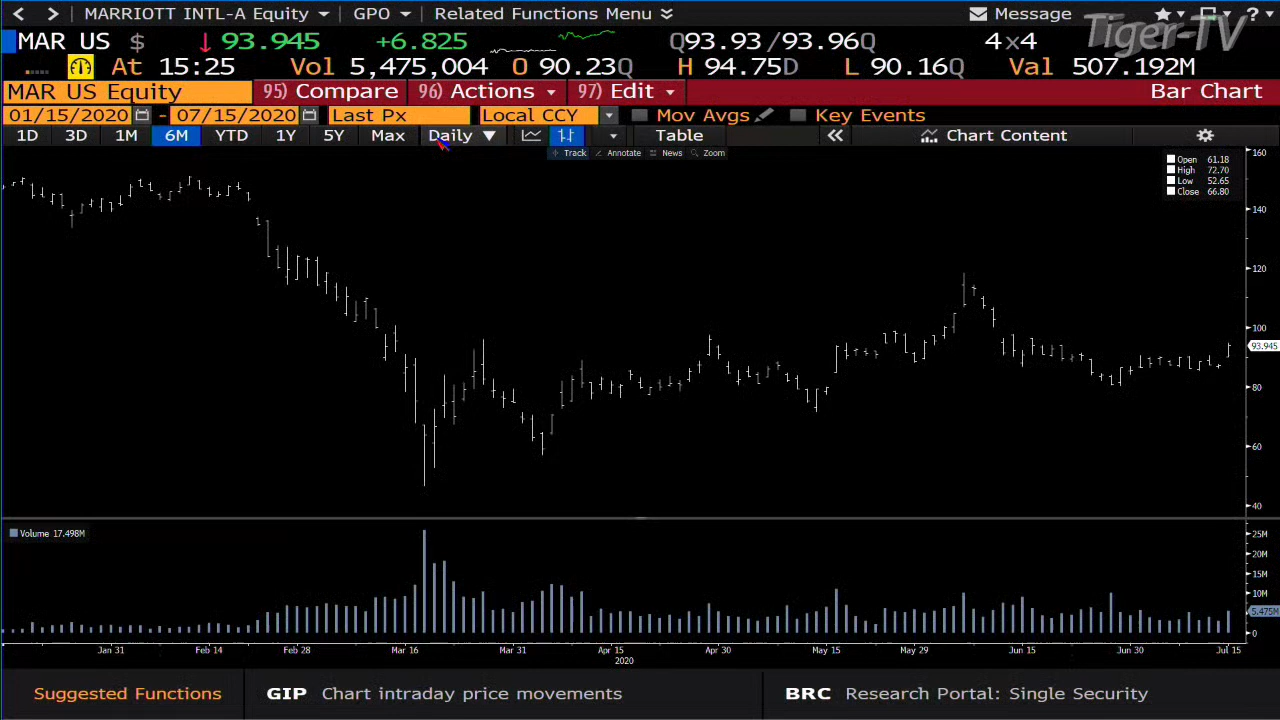 MARRIOTT INTL-A Equity GPO Related Functions Menu Message ?
Tiger-TV
MAR US $ 93.945 +6.825 Q93.93/93.96Q 4x4
At 15:25 Vol 5,475,004 O 90.23Q H 94.75D L 90.16Q Val 507.192M
MAR US Equity 95) Compare 96) Actions 97) Edit Bar Chart
01/15/2020 - 07/15/2020 Last Px Local CCY Mov Avgs Key Events
1D 3D 1M 6M YTD 1Y 5Y Max Daily Table Chart Content
Track Annotate News Zoom
Open 61.18
High 72.70
Low 52.65
Close 66.80
160
140
120
100
93.945
80
60
40
Volume 17.498M
25M
20M
15M
10M
5.475M
0
Jan 31 Feb 14 Feb 28 Mar 16 Mar 31 Apr 15 Apr 30 May 15 May 29 Jun 15 Jun 30 Jul 15
2020
Suggested Functions GIP Chart intraday price movements BRC Research Portal: Single Security